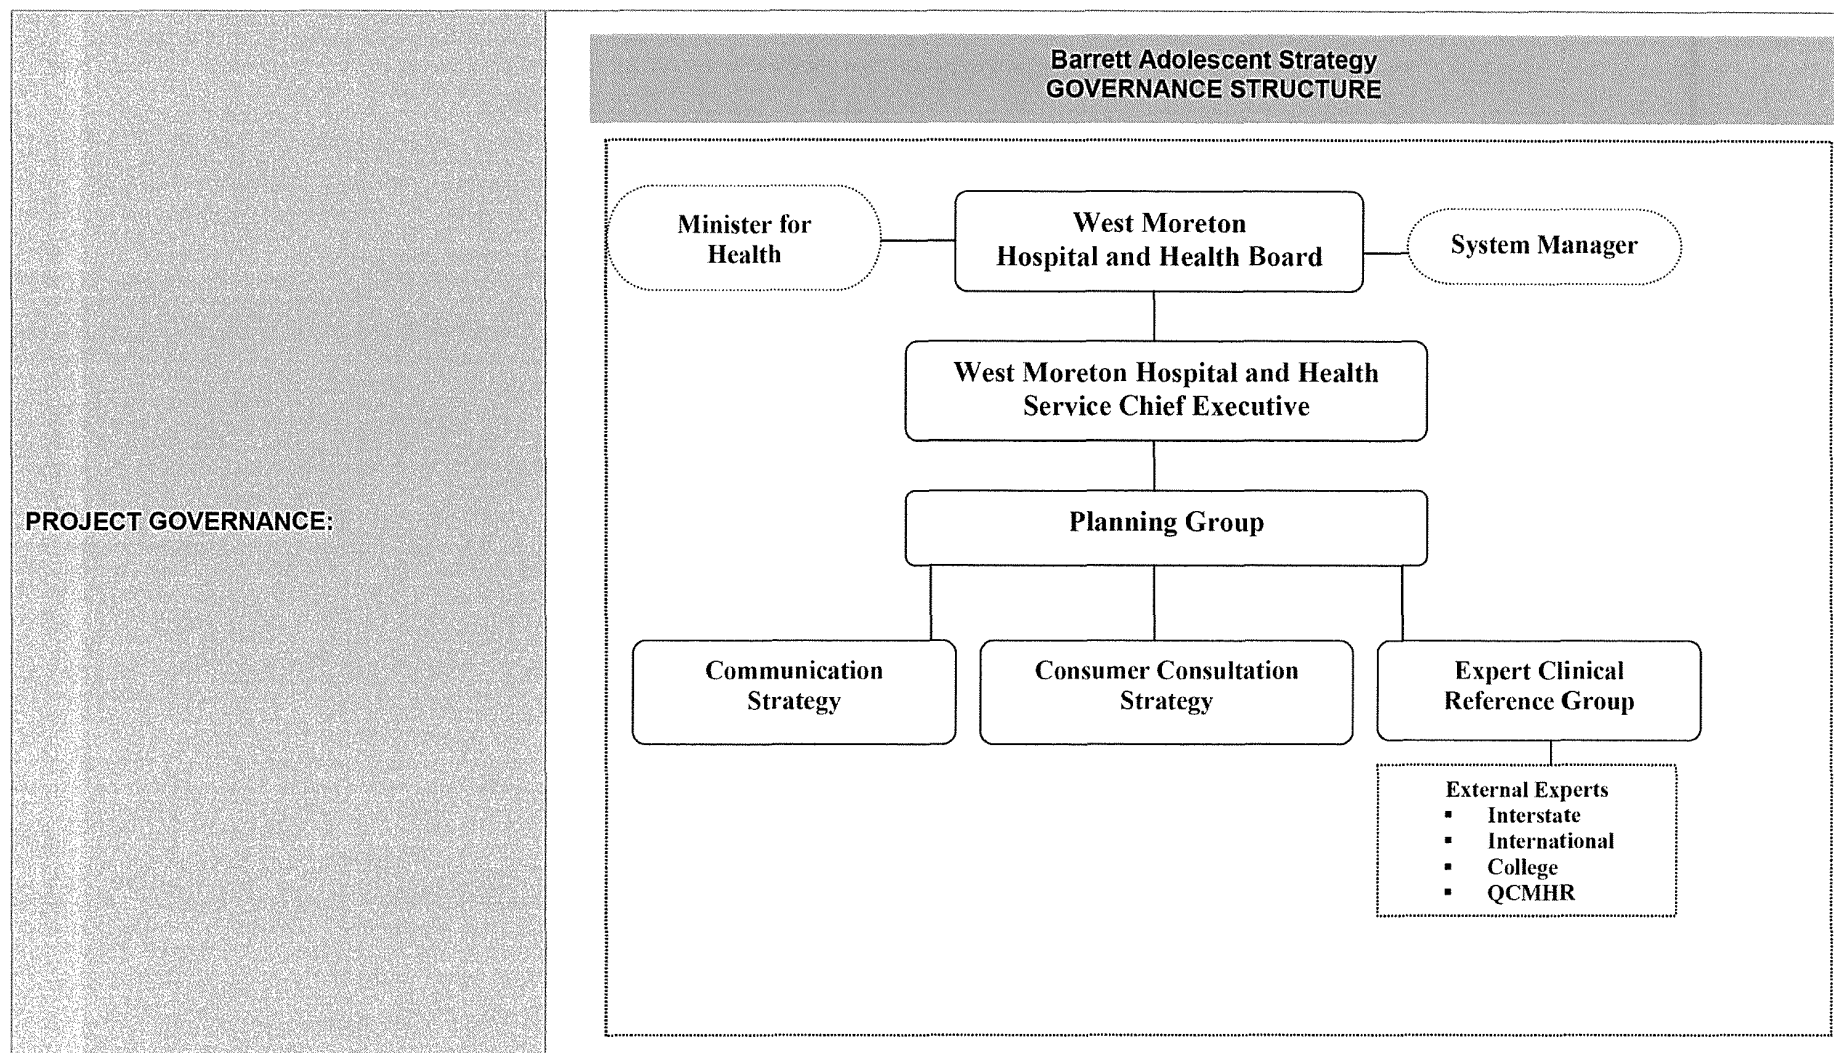 Barrett Adolescent Strategy
GOVERNANCE STRUCTURE
PROJECT GOVERNANCE:
Minister for
Health
West Moreton
Hospital and Health Board
System Manager
West Moreton Hospital and Health
Service Chief Executive
Planning Group
Communication
Strategy
Consumer Consultation
Strategy
Expert Clinical
Reference Group
External Experts
▪ Interstate
▪ International
▪ College
▪ QCMHR